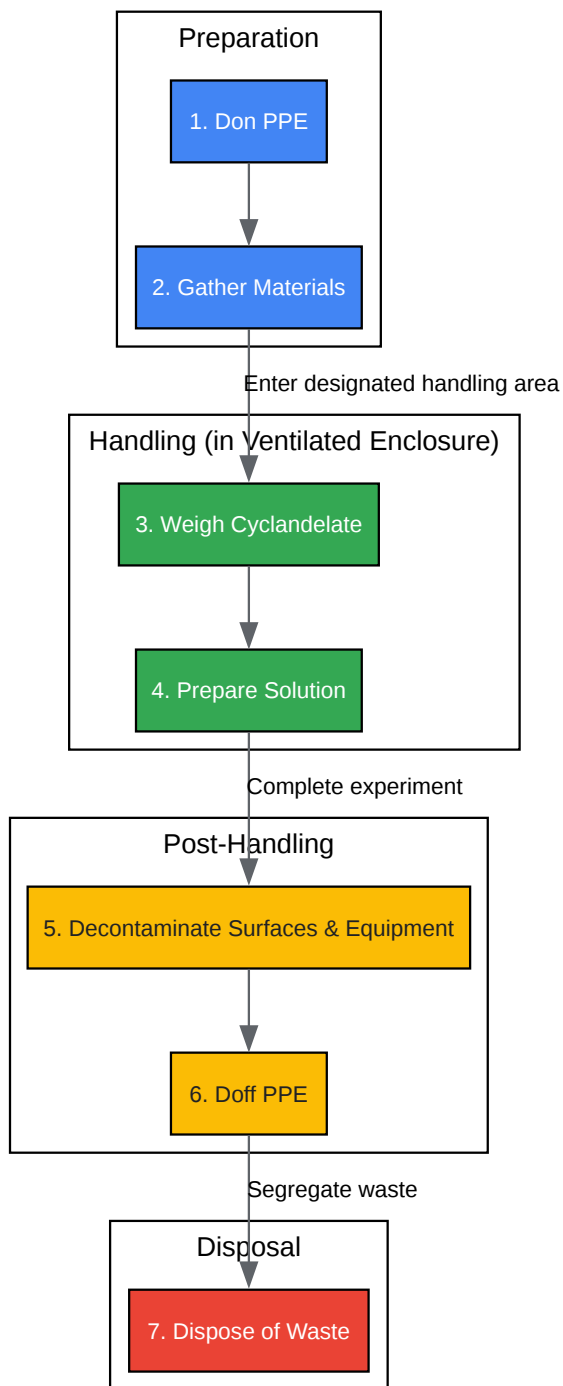 Preparation
1. Don PPE
2. Gather Materials
Enter designated handling area
Handling (in Ventilated Enclosure)
3. Weigh Cyclandelate
4. Prepare Solution
Complete experiment
Post-Handling
5. Decontaminate Surfaces & Equipment
6. Doff PPE
Segregate waste
Disposal
7. Dispose of Waste